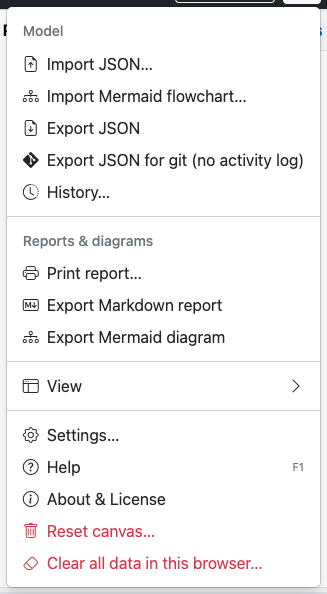 Model
Import JSON...
Import Mermaid flowchart...
Export JSON
Export JSON for git (no activity log)
History...
Reports & diagrams
Print report...
Export Markdown report
Export Mermaid diagram
View
Settings...
Help F1
About & License
Reset canvas...
Clear all data in this browser...